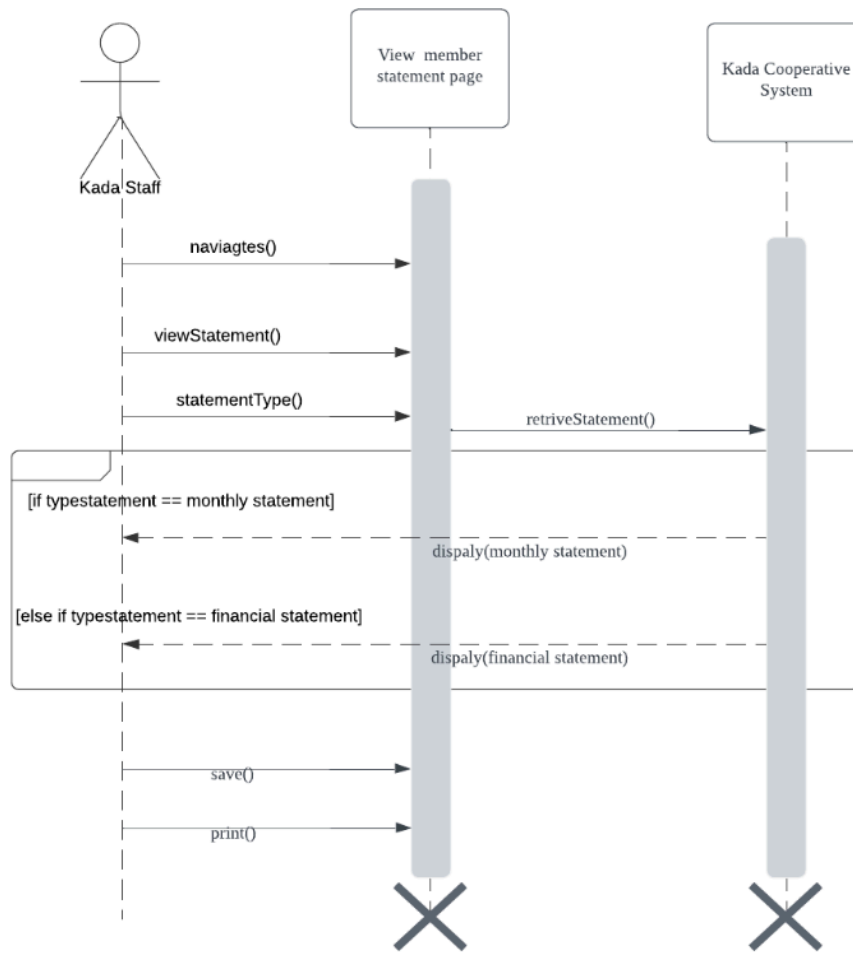 View member
statement page
Kada Cooperative
System
Kada Staff
naviagtes()
viewStatement()
statementType()
retriveStatement()
[if typestatement == monthly statement]
dispaly(monthly statement)
[else if typestatement == financial statement]
dispaly(financial statement)
save()
print()